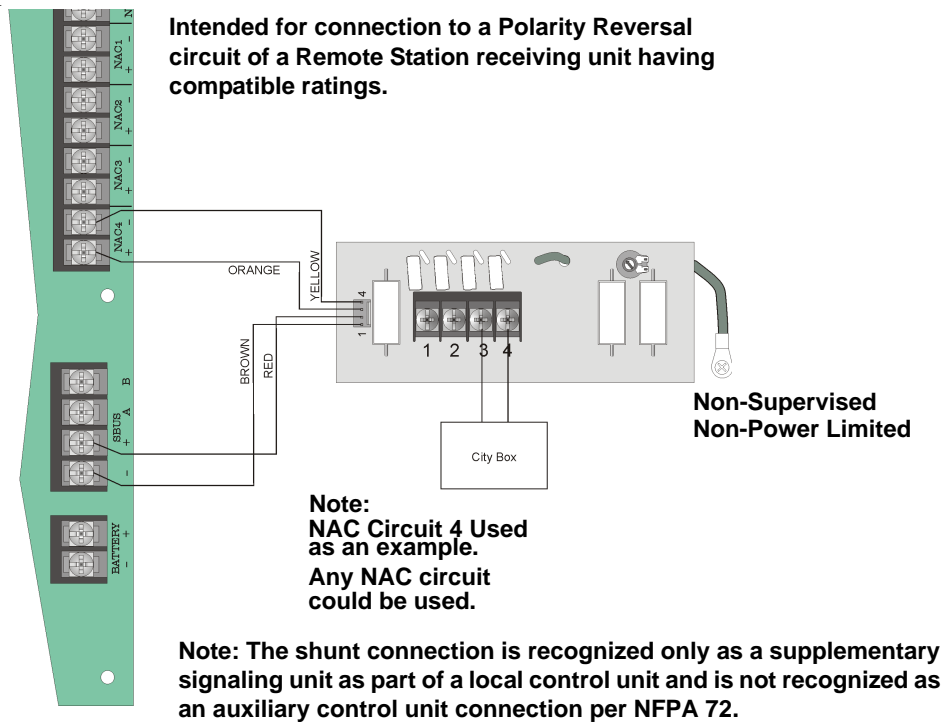 Intended for connection to a Polarity Reversal
circuit of a Remote Station receiving unit having
compatible ratings.
N
NAC1 - +
NAC2 - +
NAC3 - +
NAC4 - +
ORANGE
YELLOW
4
1
BROWN
RED
1 2 3 4
B
SBUS A
+
-
BATTERY + -
City Box
Non-Supervised
Non-Power Limited
Note:
NAC Circuit 4 Used
as an example.
Any NAC circuit
could be used.
Note: The shunt connection is recognized only as a supplementary
signaling unit as part of a local control unit and is not recognized as
an auxiliary control unit connection per NFPA 72.